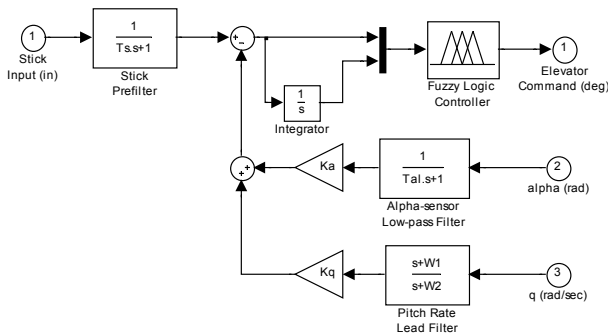 1
Stick
Input (in)
1
Ts.s+1
Stick
Prefilter
1
s
Integrator
Fuzzy Logic
Controller
1
Elevator
Command (deg)
Ka
1
Tal.s+1
Alpha-sensor
Low-pass Filter
2
alpha (rad)
Kq
s+W1
s+W2
Pitch Rate
Lead Filter
3
q (rad/sec)